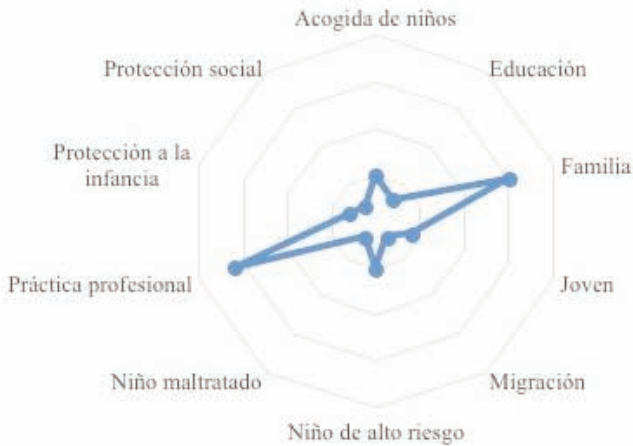 Acogida de niños
Protección social
Educación
Protección a la
infancia
Familia
Práctica profesional
Joven
Niño maltratado
Migración
Niño de alto riesgo